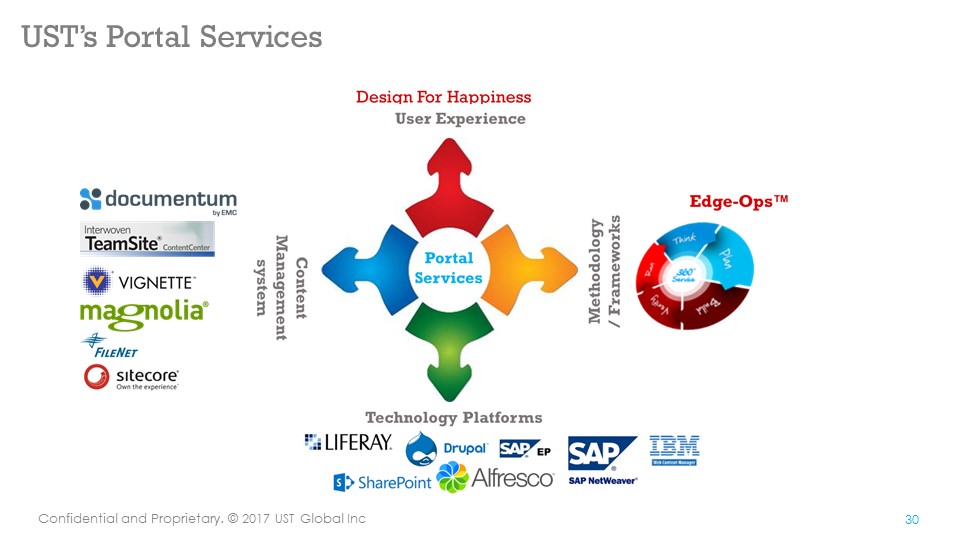 UST's Portal Services
Design For Happiness
User Experience
documentum
by EMC
Interwoven
TeamSite® ContentCenter
VIGNETTE™
magnolia®
FILENET
sitecore®
Own the experience®
Content
Management
system
Portal
Services
Methodology
/ Frameworks
Edge-Ops™
Think
Plan
Build
Verify
Run
360°
Service
Technology Platforms
LIFERAY.
Drupal™
SAP EP
SAP
SAP NetWeaver®
IBM
Web Content Manager
SharePoint
Alfresco
Confidential and Proprietary. © 2017 UST Global Inc
30